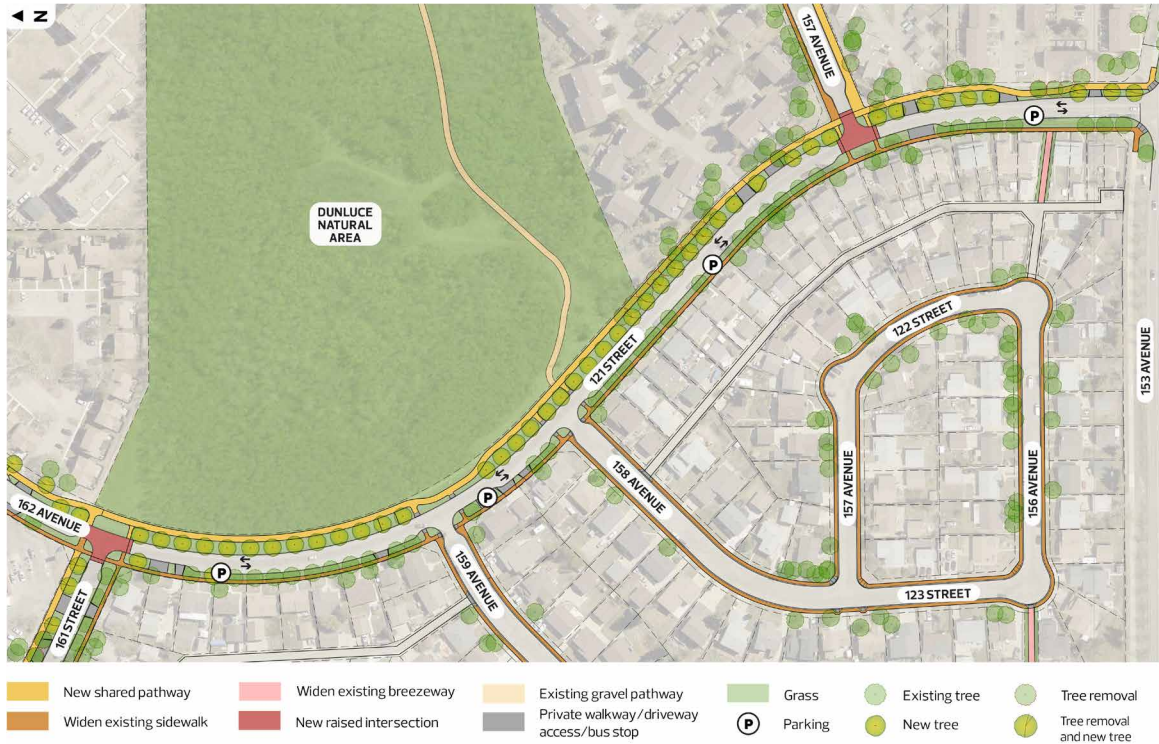 N
157 AVENUE
P
DUNLUCE
NATURAL
AREA
P
122 STREET
121 STREET
153 AVENUE
158 AVENUE
157 AVENUE
156 AVENUE
P
162 AVENUE
159 AVENUE
P
161 STREET
123 STREET
New shared pathway
Widen existing breezeway
Existing gravel pathway
Grass
Existing tree
Tree removal
Widen existing sidewalk
New raised intersection
Private walkway/driveway
access/bus stop
P
Parking
New tree
Tree removal
and new tree